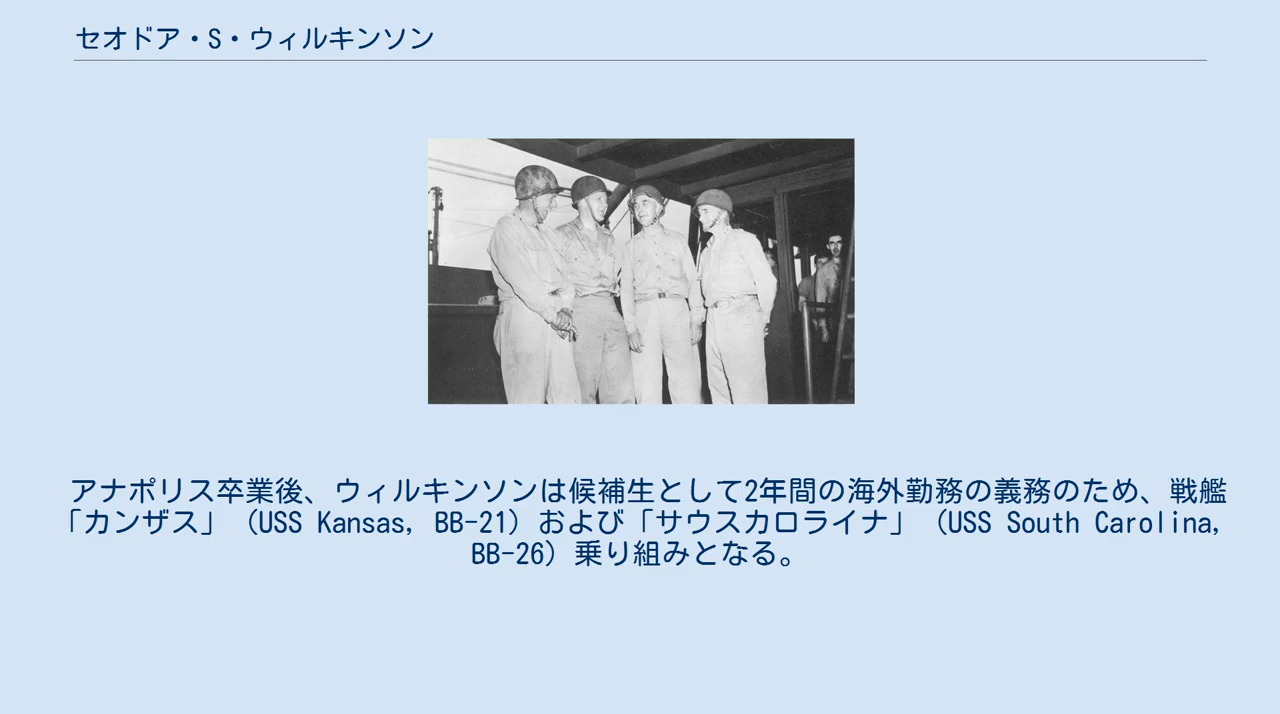 セオドア・S・ウィルキンソン
アナポリス卒業後、ウィルキンソンは候補生として2年間の海外勤務の義務のため、戦艦
「カンザス」（USS Kansas, BB-21）および「サウスカロライナ」（USS South Carolina,
BB-26）乗り組みとなる。